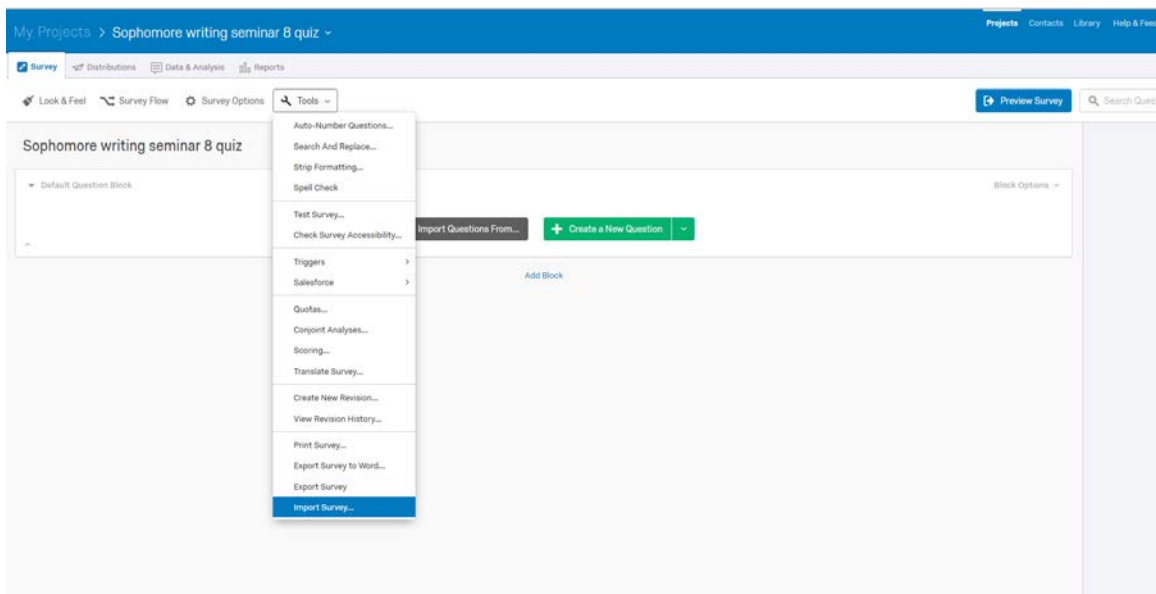 My Projects > Sophomore writing seminar 8 quiz
Projects Contacts Library Help & Feed
Survey Distributions Data & Analysis Reports
Look & Feel Survey Flow Survey Options Tools Preview Survey Search Ques
Sophomore writing seminar 8 quiz
Default Question Block Block Options
Import Questions From... Create a New Question
Add Block
Auto-Number Questions...
Search And Replace...
Strip Formatting...
Spell Check
Test Survey...
Check Survey Accessibility...
Triggers
Salesforce
Quotas...
Conjoint Analyses...
Scoring...
Translate Survey...
Create New Revision...
View Revision History...
Print Survey...
Export Survey to Word...
Export Survey
Import Survey...